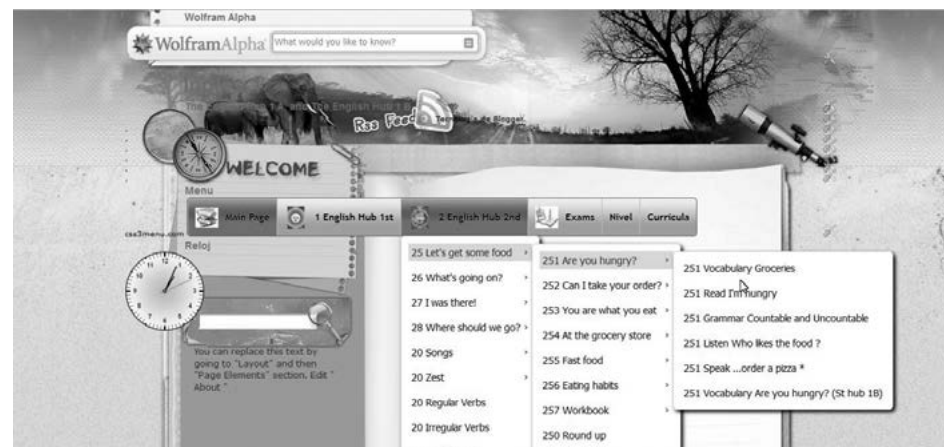 Wolfram Alpha
WolframAlpha
What would you like to know?
Rss Feed
WELCOME
Menu
Main Page
1 English Hub 1st
2 English Hub 2nd
Exams
Nivel
Curricula
css3menu.com
Reloj
12
You can replace this text by
going to "Layout" and then
"Page Elements" section. Edit "
About "
25 Let's get some food
26 What's going on?
27 I was there!
28 Where should we go?
20 Songs
20 Zest
20 Regular Verbs
20 Irregular Verbs
251 Are you hungry?
252 Can I take your order?
253 You are what you eat
254 At the grocery store
255 Fast food
256 Eating habits
257 Workbook
250 Round up
251 Vocabulary Groceries
251 Read I'm hungry
251 Grammar Countable and Uncountable
251 Listen Who likes the food ?
251 Speak ...order a pizza *
251 Vocabulary Are you hungry? (St hub 1B)